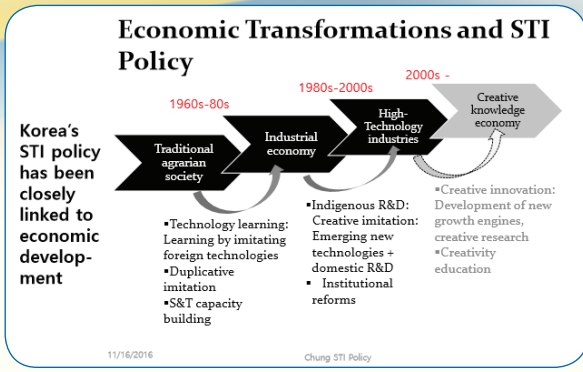 Economic Transformations and STI
Policy
2000s -
1980s-2000s
1960s-80s
Korea's
STI policy
has been
closely
linked to
economic
develop-
ment
Traditional
agrarian
society
Industrial
economy
High-
Technology
industries
Creative
knowledge
economy
▪Technology learning:
Learning by imitating
foreign technologies
▪Duplicative
imitation
▪S&T capacity
building
▪Indigenous R&D:
Creative imitation:
Emerging new
technologies +
domestic R&D
▪ Institutional
reforms
▪Creative innovation:
Development of new
growth engines,
creative research
▪Creativity
education
11/16/2016
Chung STI Policy